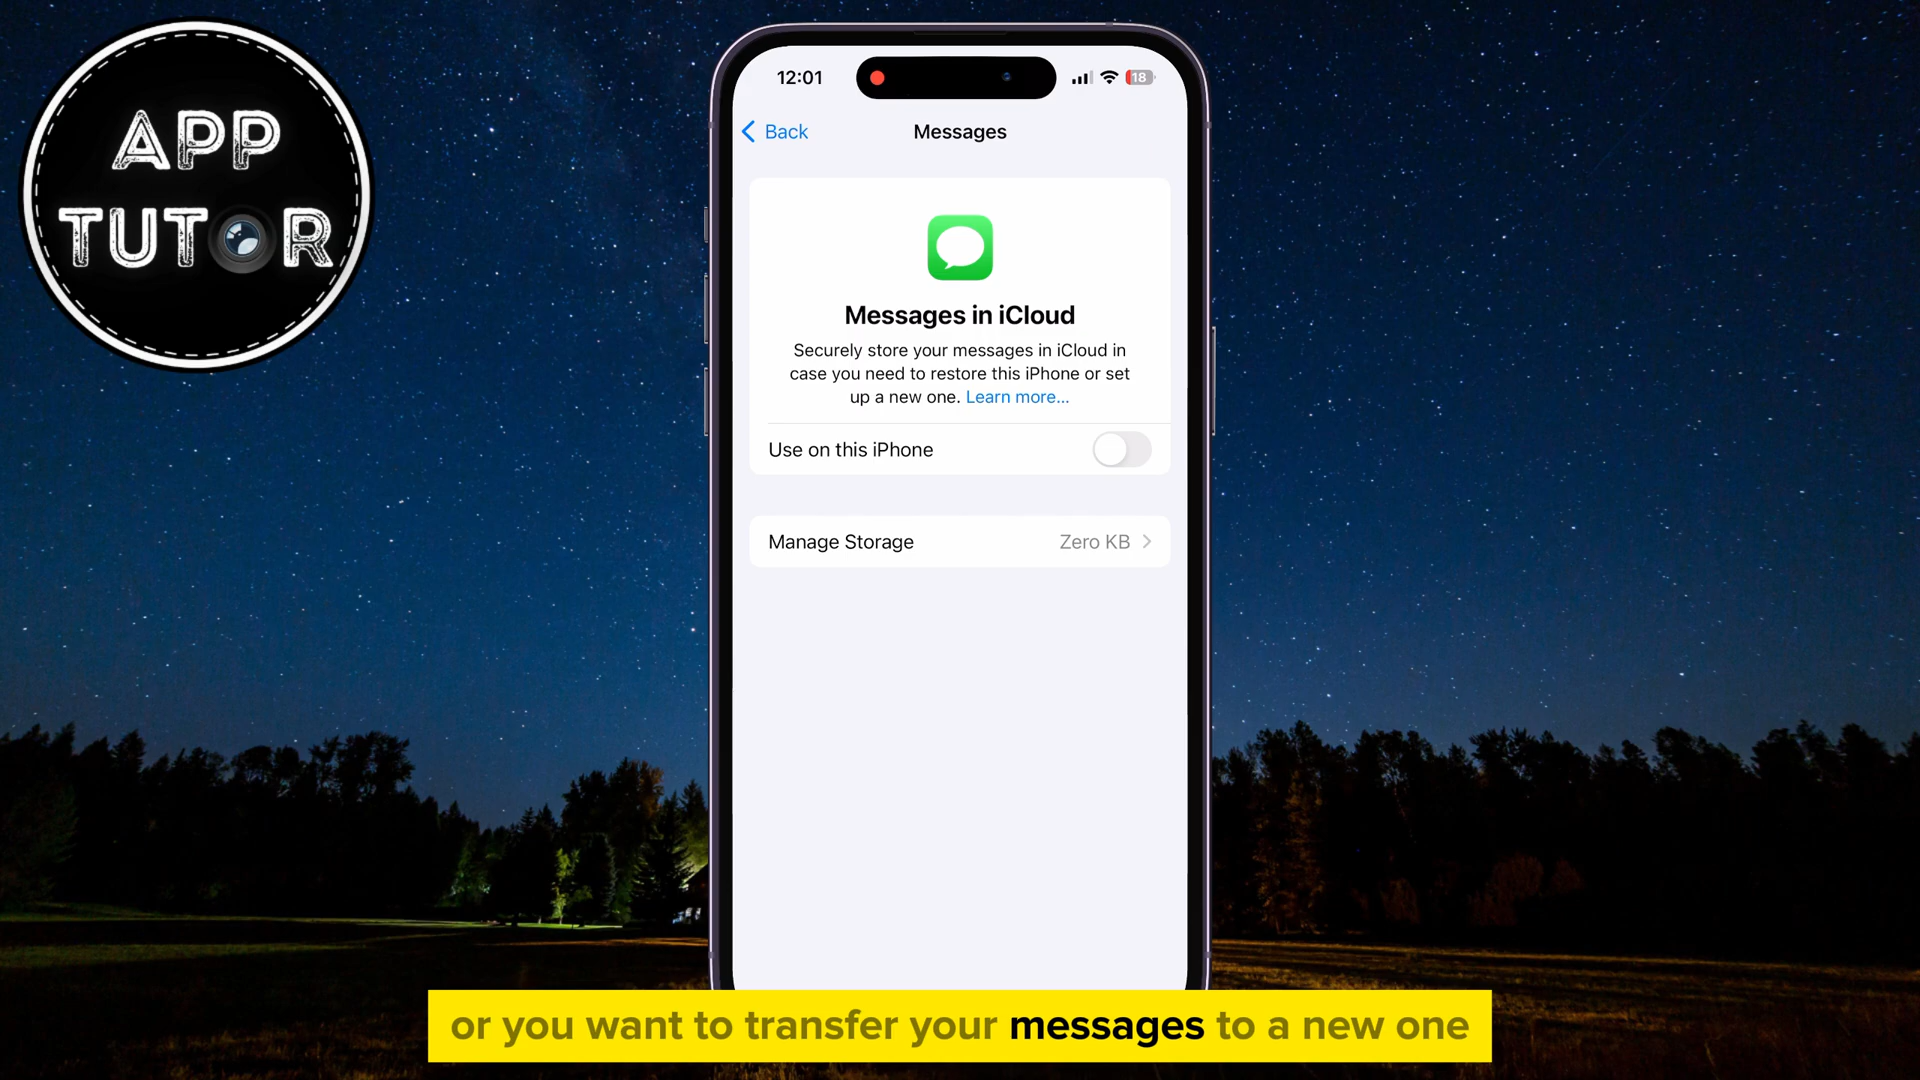 APP
TUTOR
12:01
18
Back
Messages
Messages in iCloud
Securely store your messages in iCloud in
case you need to restore this iPhone or set
up a new one. Learn more...
Use on this iPhone
Manage Storage
Zero KB
or you want to transfer your messages to a new one